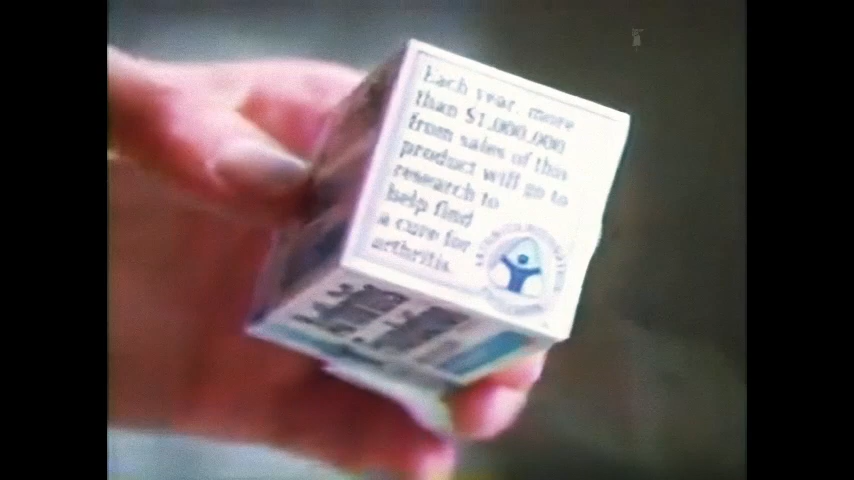 Each year, more
than $1,000,000
from sales of this
product will go to
research to
help find
a cure for
arthritis.